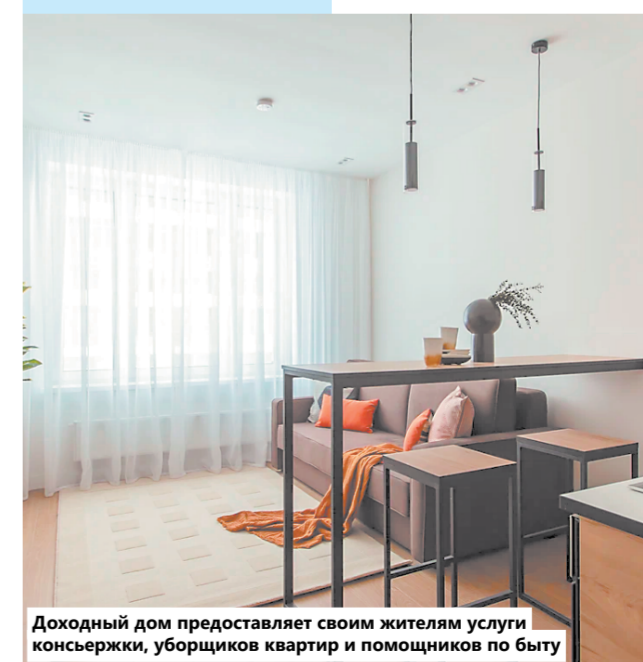 Доходный дом предоставляет своим жителям услуги
консьержки, уборщиков квартир и помощников по быту